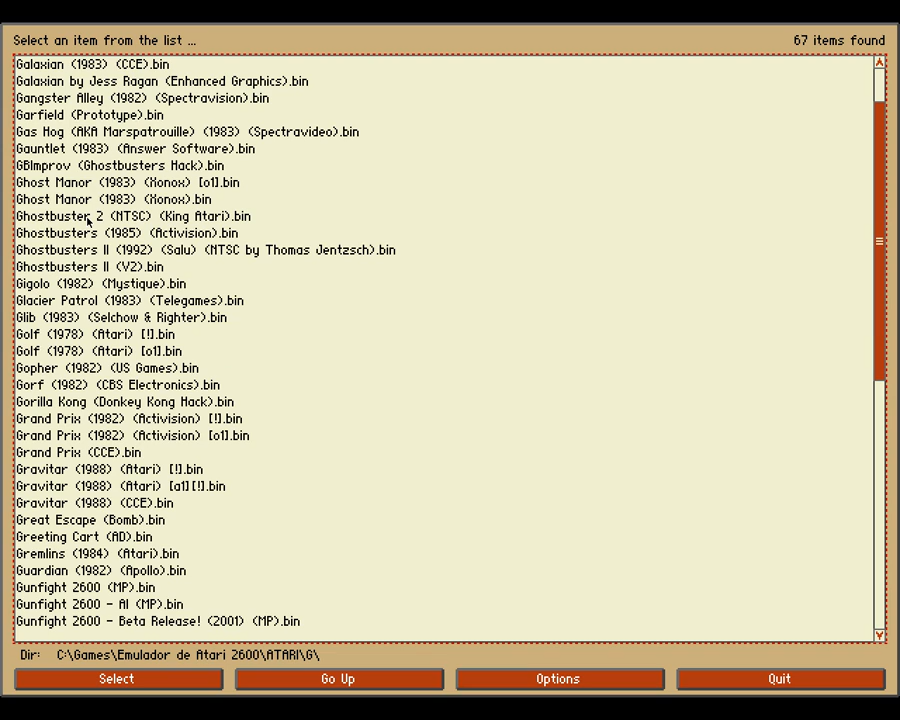 Select an item from the list ... 67 items found
Galaxian (1983) (CCE).bin
Galaxian by Jess Ragan (Enhanced Graphics).bin
Gangster Alley (1982) (Spectravision).bin
Garfield (Prototype).bin
Gas Hog (AKA Marspatrouille) (1983) (Spectravideo).bin
Gauntlet (1983) (Answer Software).bin
GBImprov (Ghostbusters Hack).bin
Ghost Manor (1983) (Xonox) [o1].bin
Ghost Manor (1983) (Xonox).bin
Ghostbuster 2 (NTSC) (King Atari).bin
Ghostbusters (1985) (Activision).bin
Ghostbusters II (1992) (Salu) (NTSC by Thomas Jentzsch).bin
Ghostbusters II (V2).bin
Gigolo (1982) (Mystique).bin
Glacier Patrol (1983) (Telegames).bin
Glib (1983) (Selchow & Righter).bin
Golf (1978) (Atari) [!].bin
Golf (1978) (Atari) [o1].bin
Gopher (1982) (US Games).bin
Gorf (1982) (CBS Electronics).bin
Gorilla Kong (Donkey Kong Hack).bin
Grand Prix (1982) (Activision) [!].bin
Grand Prix (1982) (Activision) [o1].bin
Grand Prix (CCE).bin
Gravitar (1988) (Atari) [!].bin
Gravitar (1988) (Atari) [a1][!].bin
Gravitar (1988) (CCE).bin
Great Escape (Bomb).bin
Greeting Cart (AD).bin
Gremlins (1984) (Atari).bin
Guardian (1982) (Apollo).bin
Gunfight 2600 (MP).bin
Gunfight 2600 - AI (MP).bin
Gunfight 2600 - Beta Release! (2001) (MP).bin
Dir: C:\Games\Emulador de Atari 2600\ATARI\G\
Select Go Up Options Quit